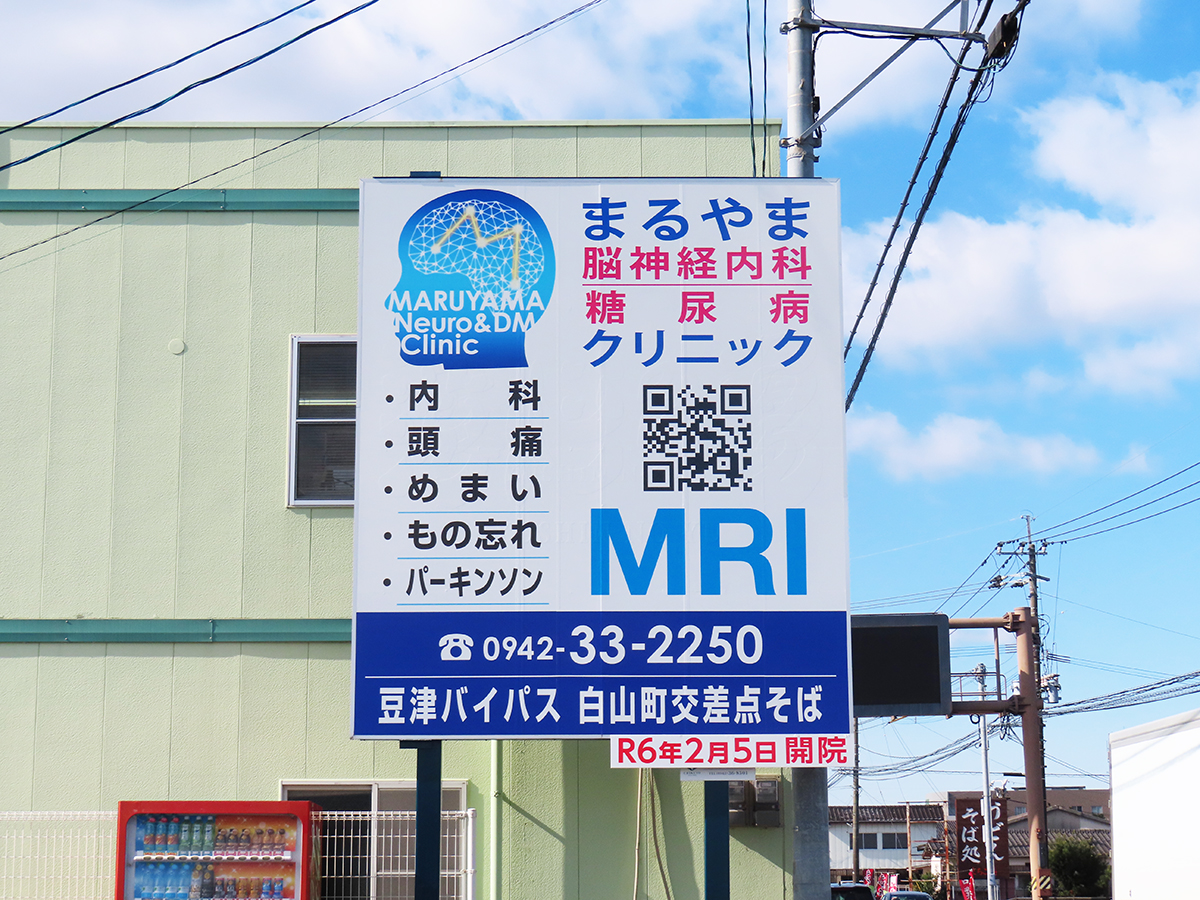 MARUYAMA
Neuro&DM
Clinic
まるやま
脳神経内科
糖尿病
クリニック
・内科
・頭痛
・めまい
・もの忘れ
・パーキンソン
MRI
☎ 0942-33-2250
豆津バイパス 白山町交差点そば
R6年2月5日 開院
うどん
そば処